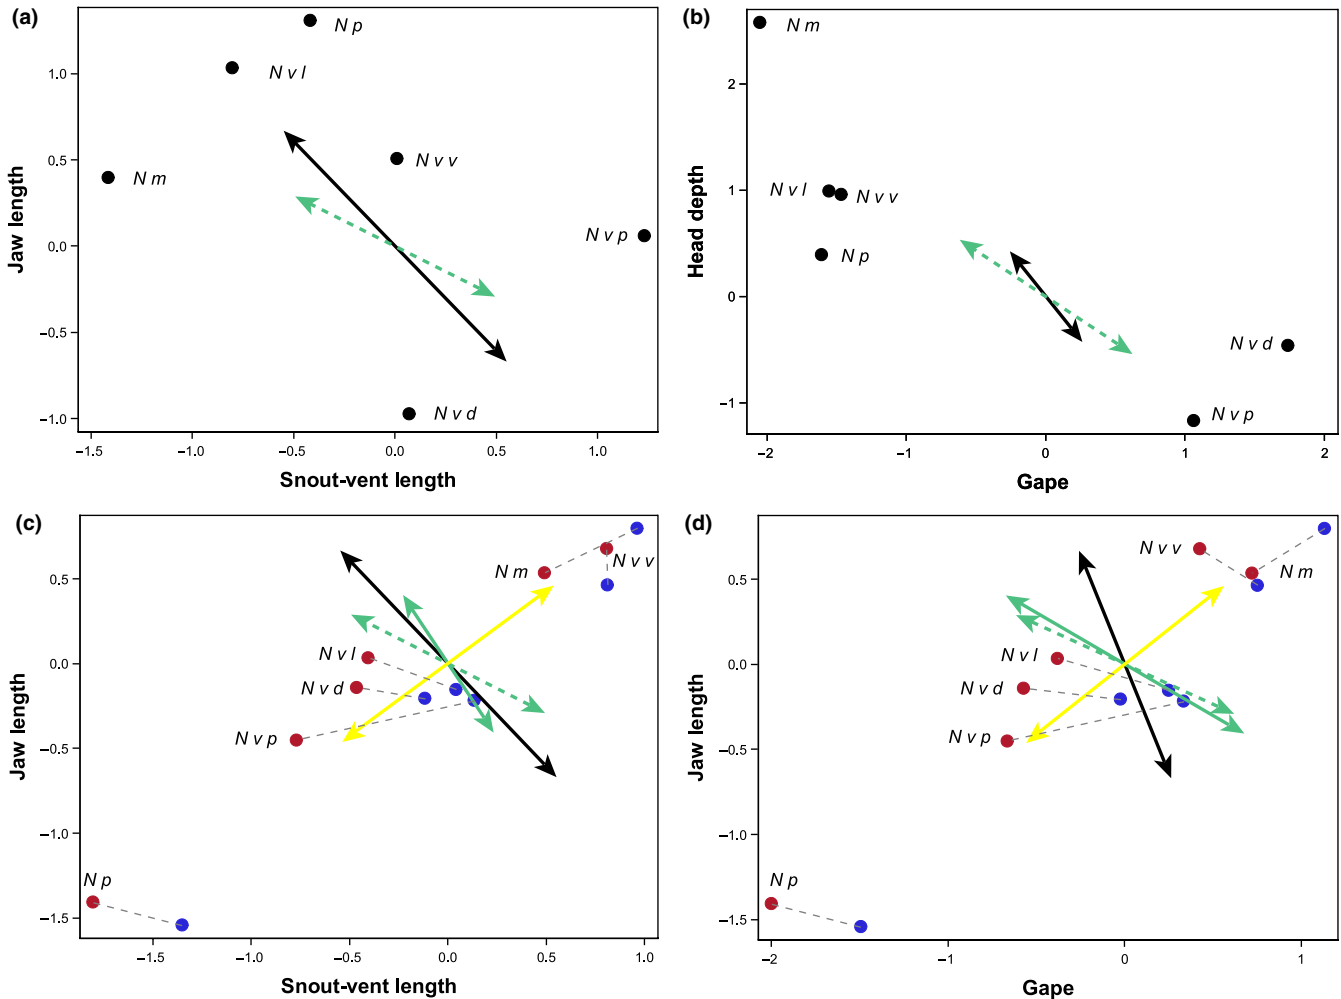 (a)
N p
N v l
N v v
N m
N v p
N v d
1.0
0.5
0.0
−0.5
−1.0
−1.5
−1.0
−0.5
0.0
0.5
1.0
Jaw length
Snout-vent length
(b)
N m
N v l
N v v
N p
N v d
N v p
2
1
0
−1
−2
−1
0
1
2
Head depth
Gape
(c)
N m
N v v
N v l
N v d
N v p
N p
0.5
0.0
−0.5
−1.0
−1.5
−1.5
−1.0
−0.5
0.0
0.5
1.0
Jaw length
Snout-vent length
(d)
N v v
N m
N v l
N v d
N v p
N p
0.5
0.0
−0.5
−1.0
−1.5
−2
−1
0
1
Jaw length
Gape